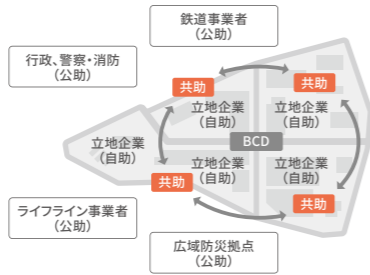 鉄道事業者
（公助）
行政、警察・消防
（公助）
共助
共助
立地企業
（自助）
立地企業
（自助）
立地企業
（自助）
BCD
立地企業
（自助）
立地企業
（自助）
共助
共助
ライフライン事業者
（公助）
広域防災拠点
（公助）